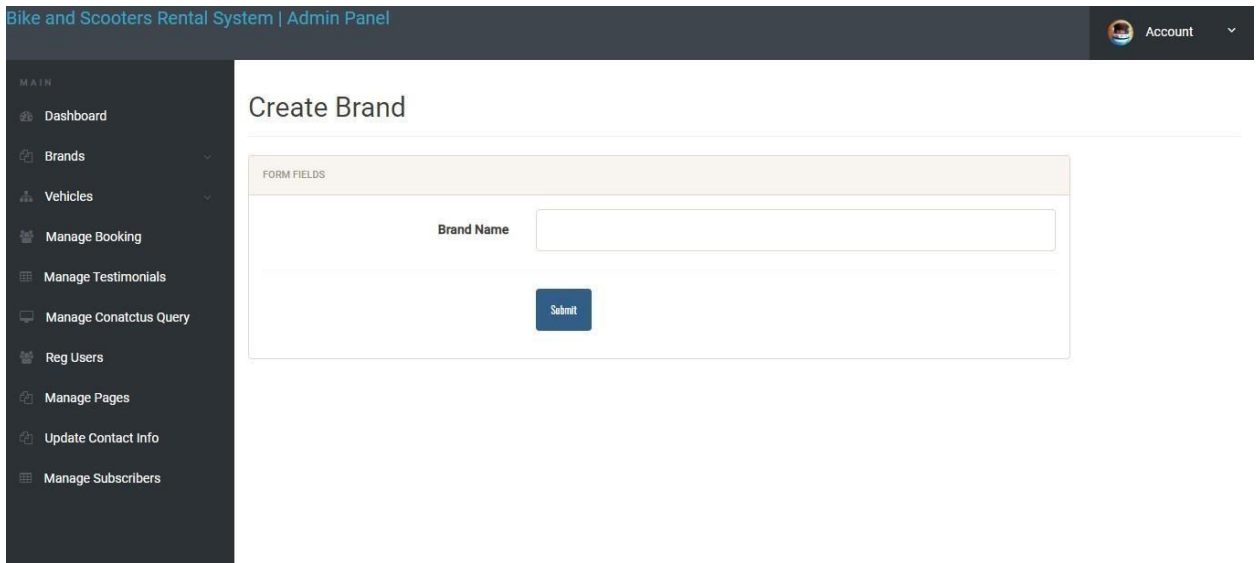 Bike and Scooters Rental System | Admin Panel
Account
MAIN
Dashboard
Brands
Vehicles
Manage Booking
Manage Testimonials
Manage Conatctus Query
Reg Users
Manage Pages
Update Contact Info
Manage Subscribers
Create Brand
FORM FIELDS
Brand Name
Submit